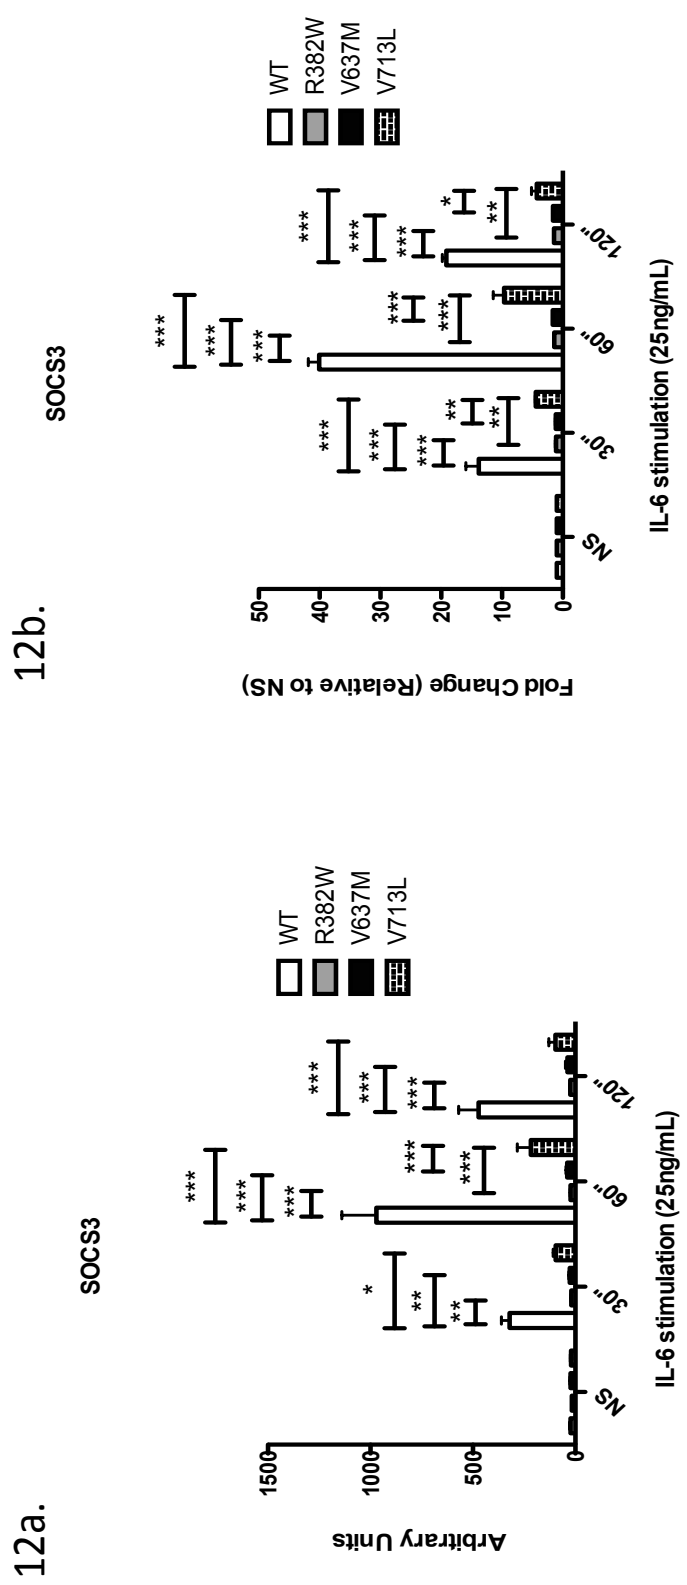 12a.
SOCS3
WT
R382W
V637M
V713L
Arbitrary Units
1500
1000
500
0
***
***
***
***
***
***
*
**
**
***
***
***
NS
30"
60"
120"
IL-6 stimulation (25ng/mL)
12b.
SOCS3
WT
R382W
V637M
V713L
Fold Change (Relative to NS)
50
40
30
20
10
0
***
***
***
***
***
***
***
***
***
***
***
*
**
**
**
***
NS
30"
60"
120"
IL-6 stimulation (25ng/mL)